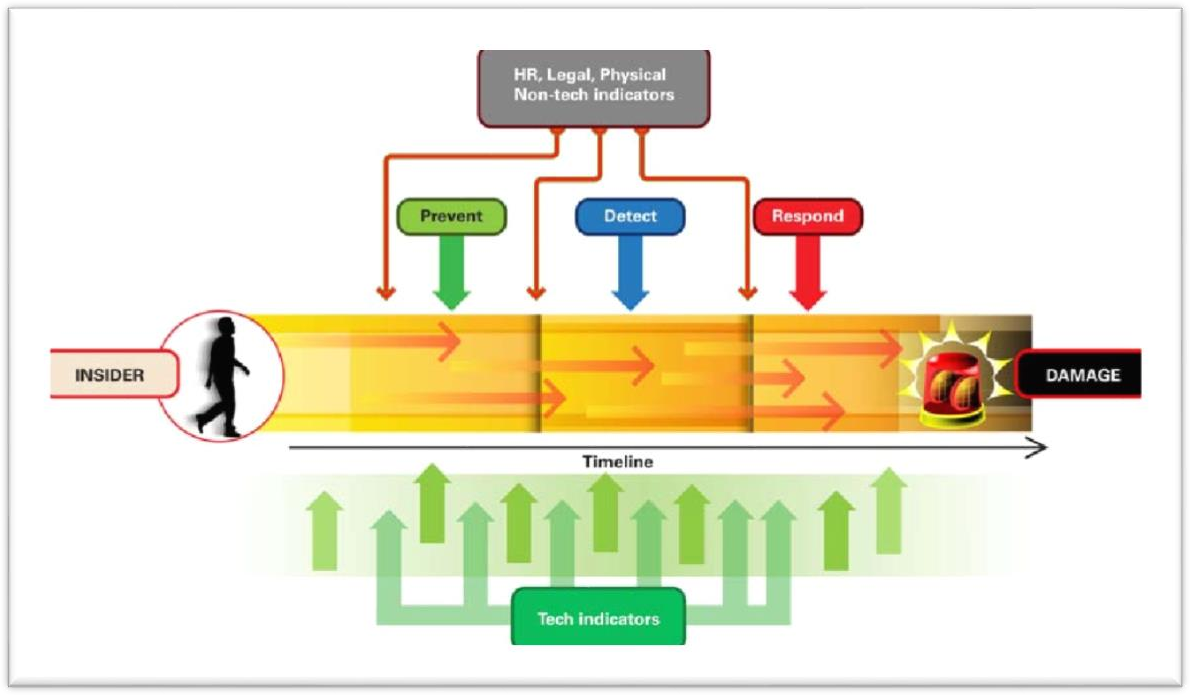 HR, Legal, Physical
Non-tech indicators
Prevent
Detect
Respond
INSIDER
DAMAGE
Timeline
Tech indicators